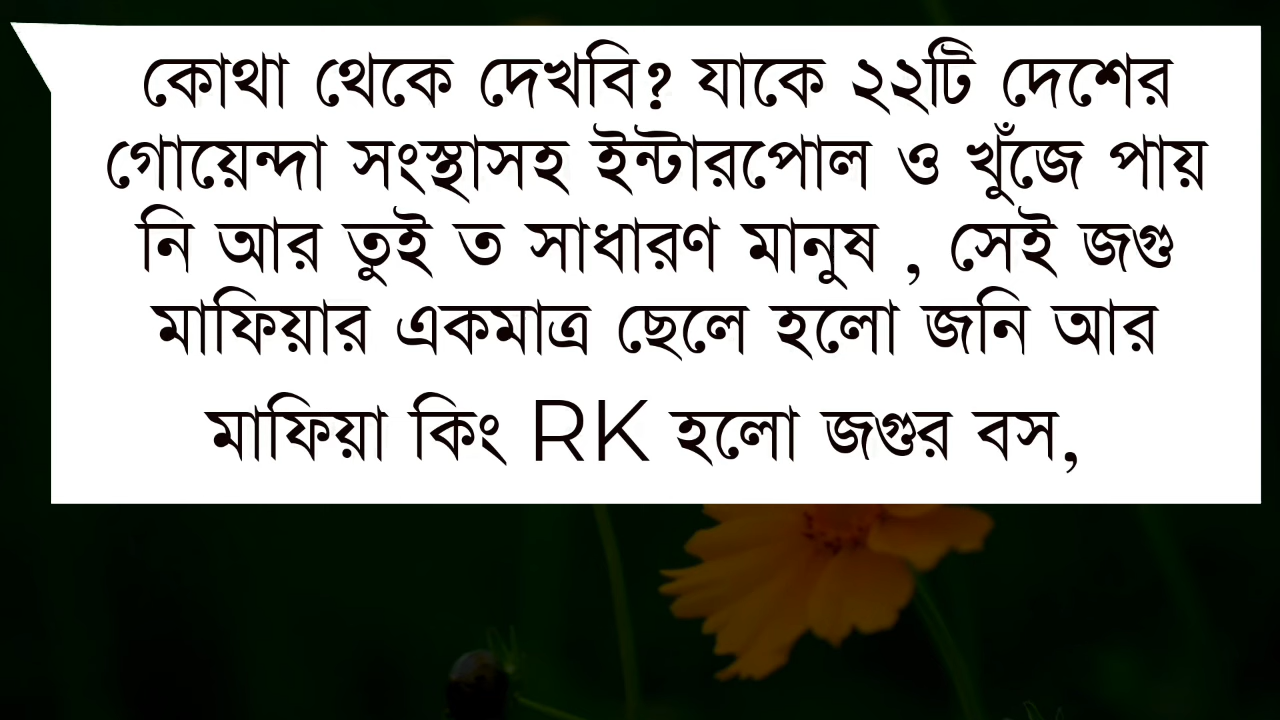 কোথা থেকে দেখবি? যাকে ২২টি দেশের
গোয়েন্দা সংস্থাসহ ইন্টারপোল ও খুঁজে পায়
নি আর তুই ত সাধারণ মানুষ , সেই জগু
মাফিয়ার একমাত্র ছেলে হলো জনি আর
মাফিয়া কিং RK হলো জগুর বস,